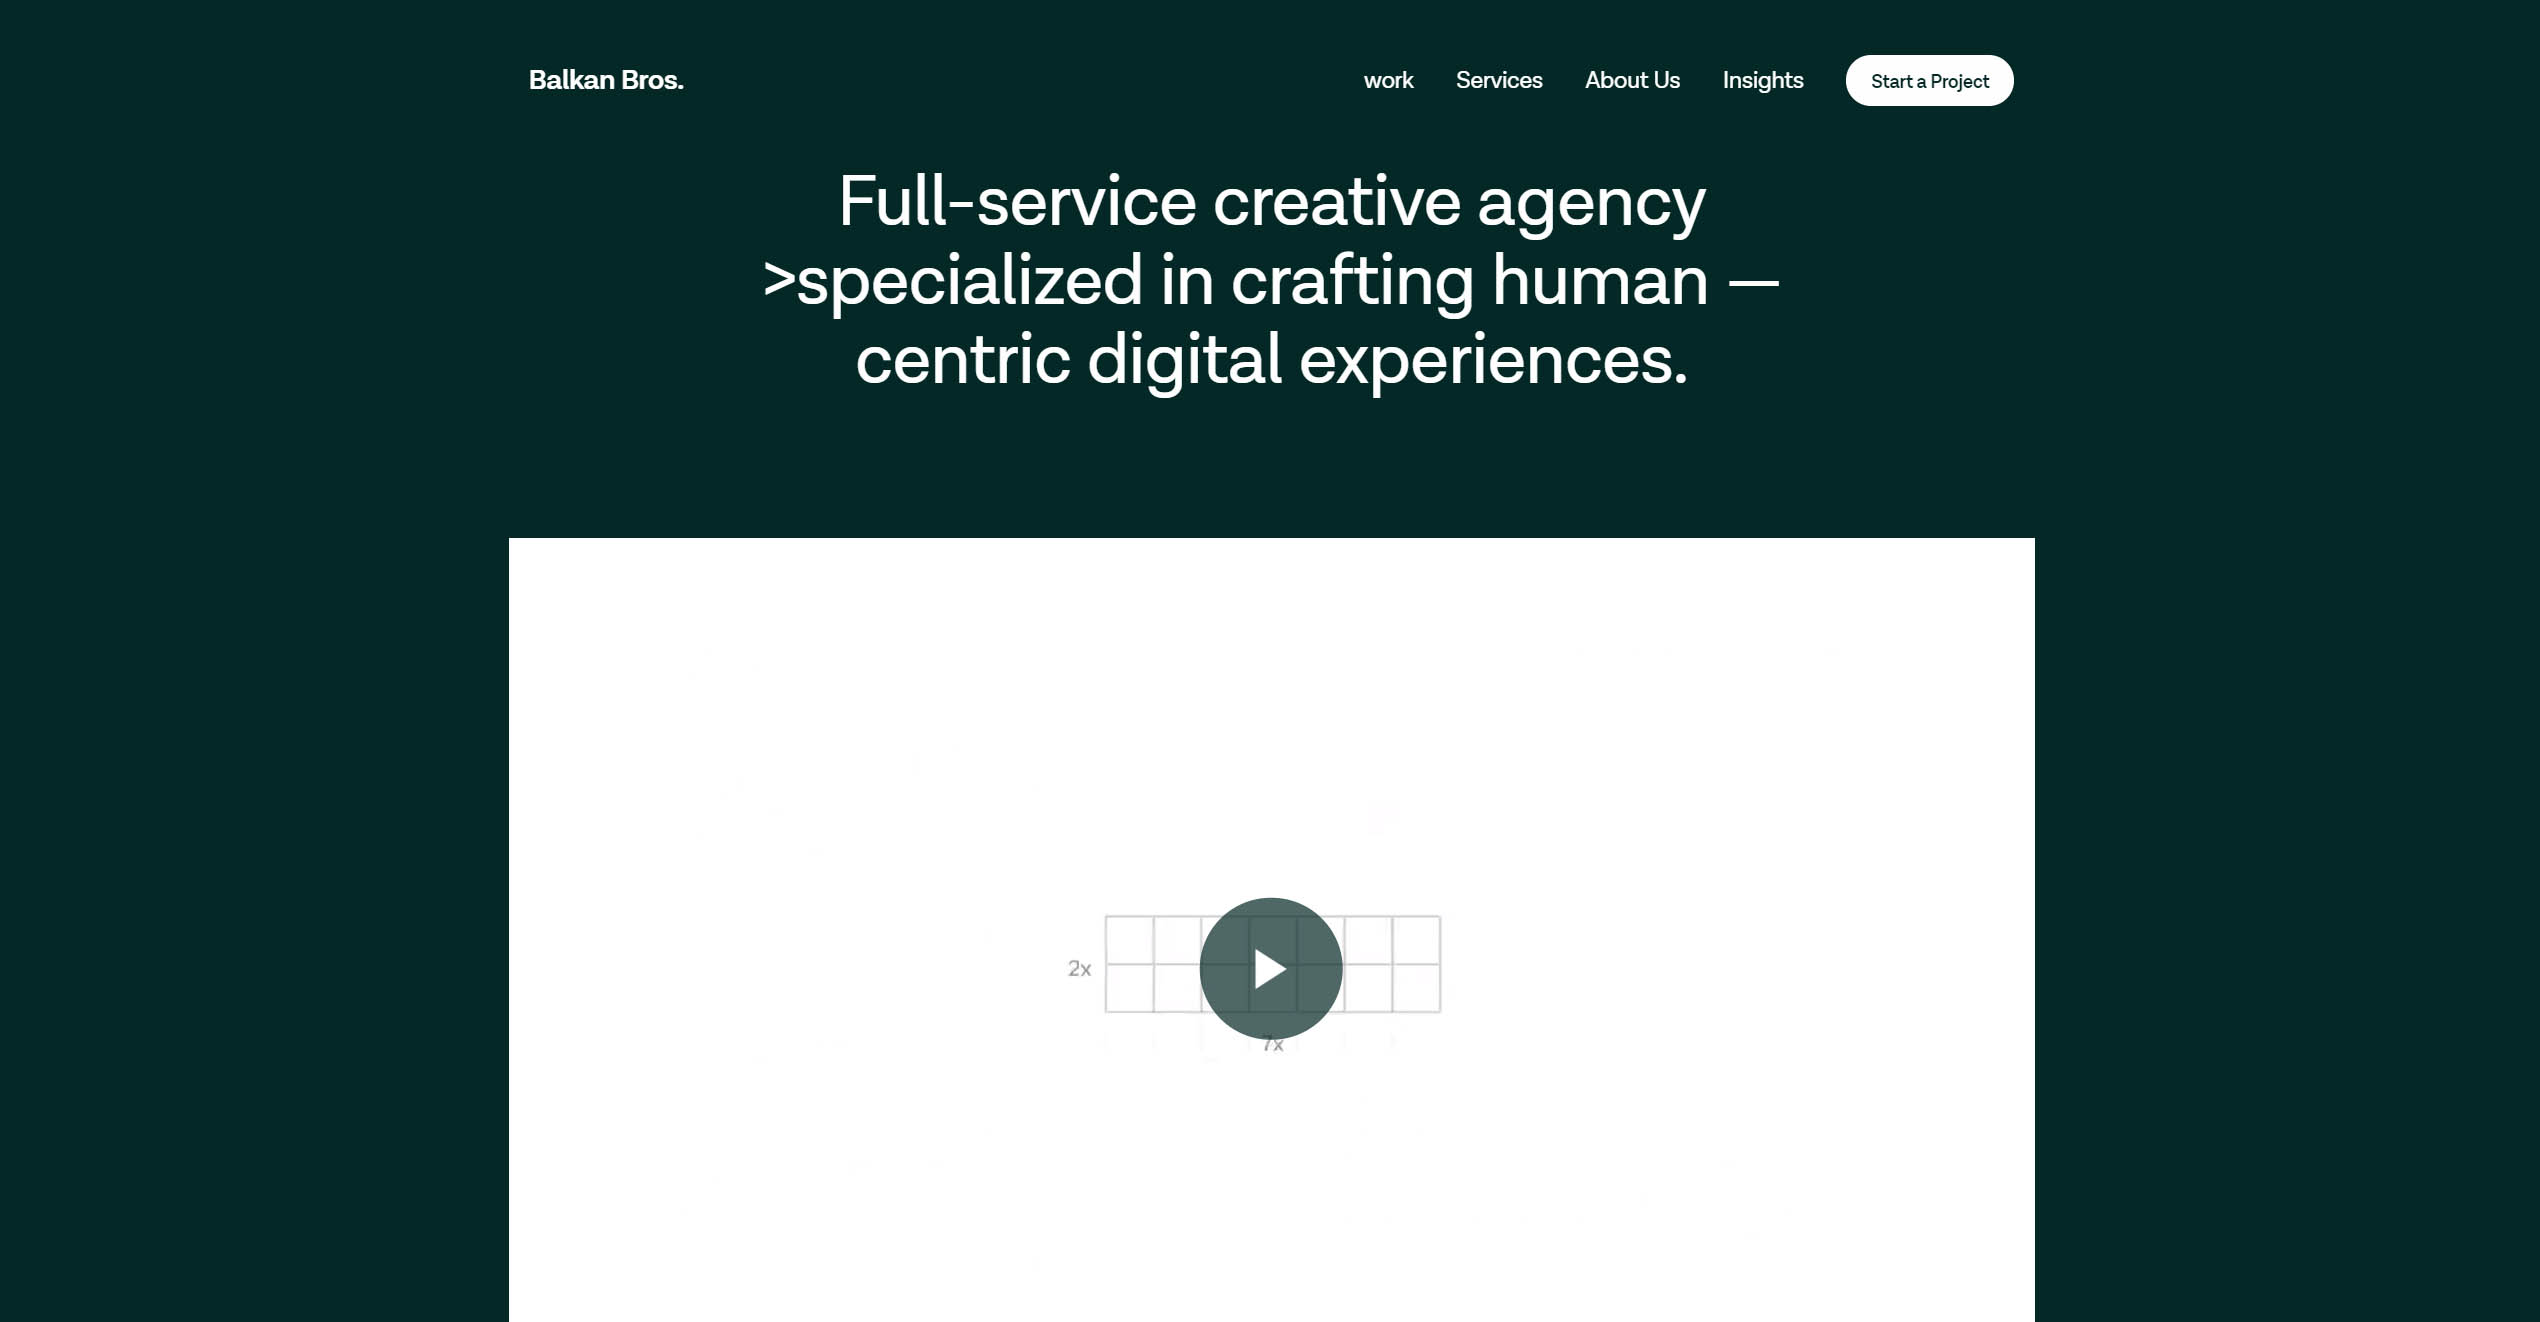 Balkan Bros.
work
Services
About Us
Insights
Start a Project
Full-service creative agency
>specialized in crafting human —
centric digital experiences.
2x
7x